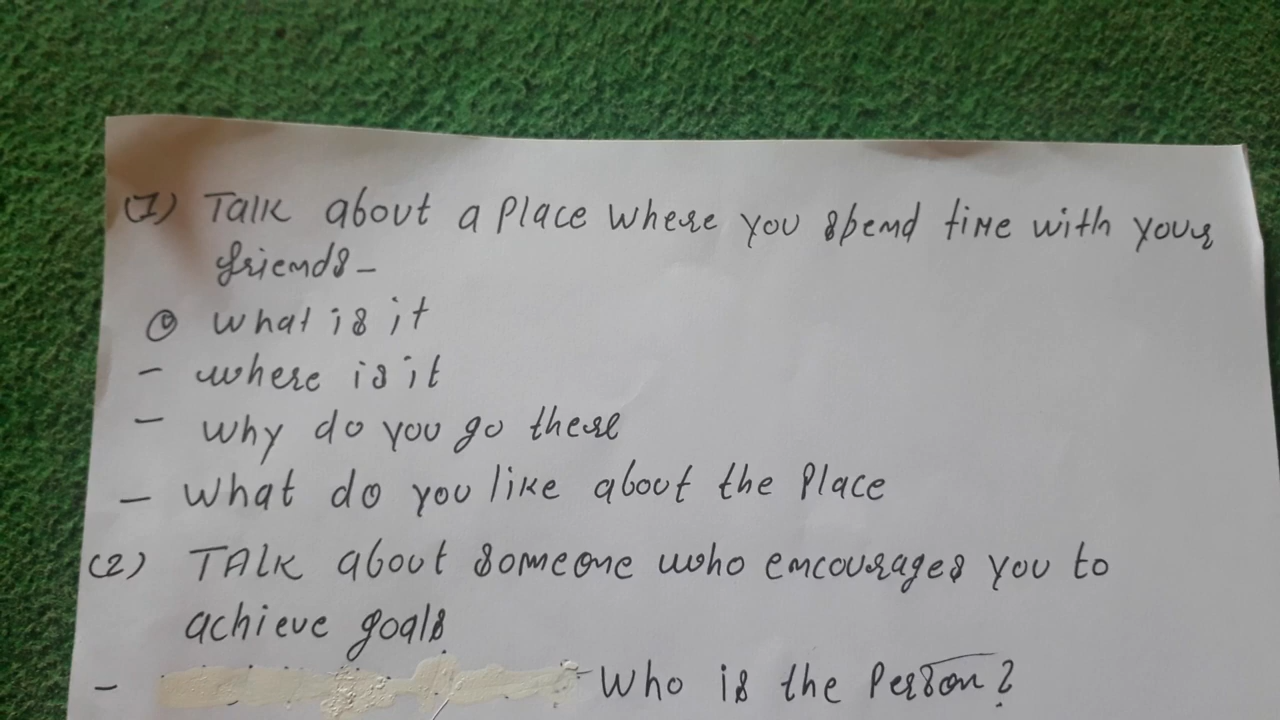 (1) Talk about a Place where you spend time with your
friends-
what is it
- where is it
- why do you go there
- What do you like about the Place
(2) TAlk about someone who encourages you to
achieve goals
- - Who is the Person?